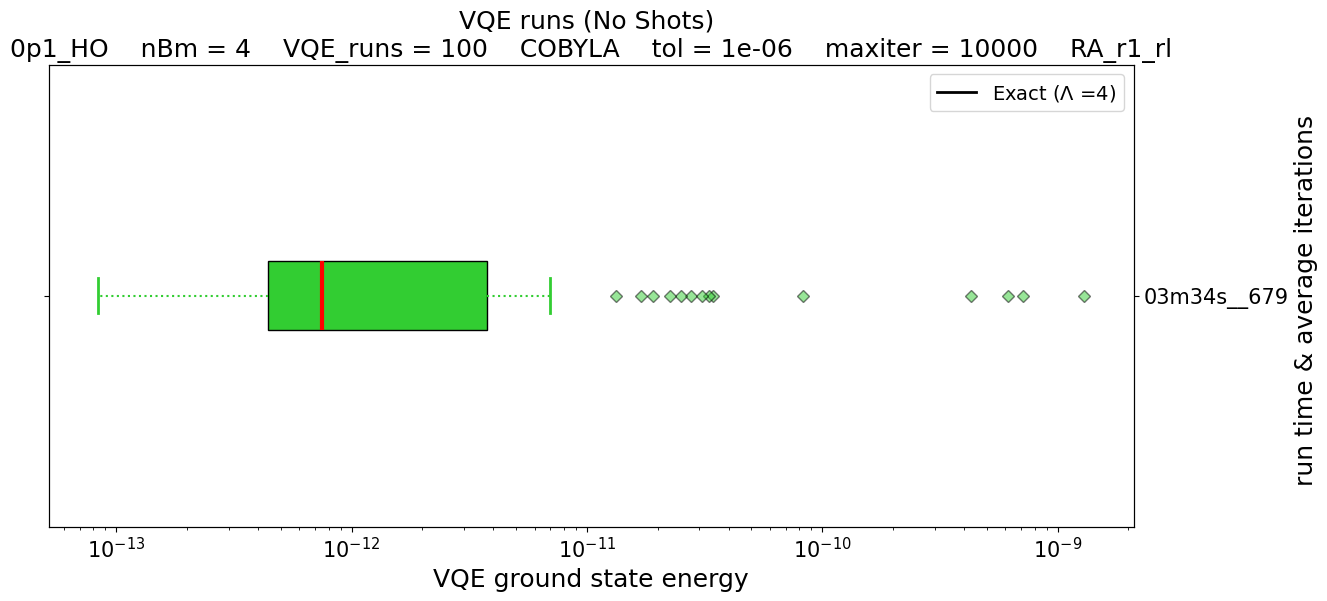 VQE runs (No Shots)
0p1_HO    nBm = 4    VQE_runs = 100    COBYLA    tol = 1e-06    maxiter = 10000    RA_r1_rl
Exact (Λ =4)
03m34s__679
run time & average iterations
10⁻¹³ 10⁻¹² 10⁻¹¹ 10⁻¹⁰ 10⁻⁹
VQE ground state energy